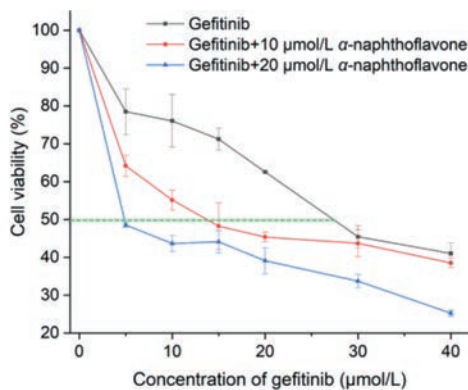 Gefitinib
Gefitinib+10 μmol/L α-naphthoflavone
Gefitinib+20 μmol/L α-naphthoflavone
Cell viability (%)
100
90
80
70
60
50
40
30
20
0 10 20 30 40
Concentration of gefitinib (μmol/L)